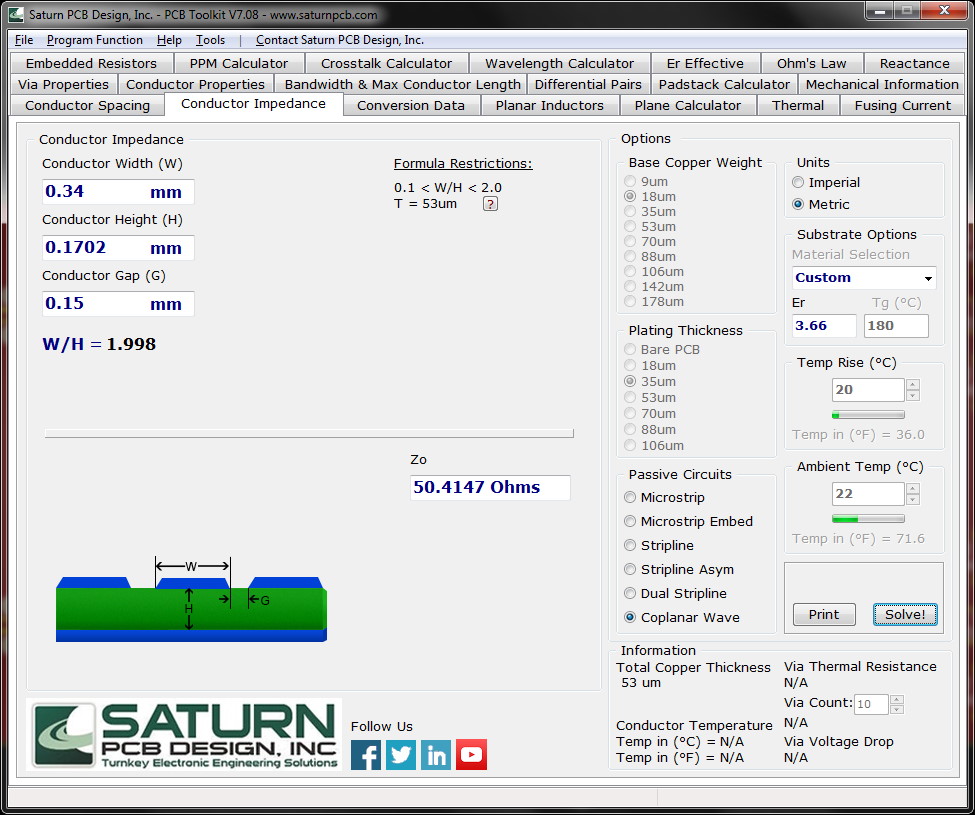 Saturn PCB Design, Inc. - PCB Toolkit V7.08 - www.saturnpcb.com
File Program Function Help Tools | Contact Saturn PCB Design, Inc.
Embedded Resistors PPM Calculator Crosstalk Calculator Wavelength Calculator Er Effective Ohm's Law Reactance
Via Properties Conductor Properties Bandwidth & Max Conductor Length Differential Pairs Padstack Calculator Mechanical Information
Conductor Spacing Conductor Impedance Conversion Data Planar Inductors Plane Calculator Thermal Fusing Current
Conductor Impedance
Conductor Width (W)
0.34 mm
Conductor Height (H)
0.1702 mm
Conductor Gap (G)
0.15 mm
W/H = 1.998
Formula Restrictions:
0.1 < W/H < 2.0
T = 53um ?
Zo
50.4147 Ohms
W
H
G
SATURN
PCB DESIGN, INC
Turnkey Electronic Engineering Solutions
Follow Us
f
in
Options
Base Copper Weight
9um
18um
35um
53um
70um
88um
106um
142um
178um
Plating Thickness
Bare PCB
18um
35um
53um
70um
88um
106um
Passive Circuits
Microstrip
Microstrip Embed
Stripline
Stripline Asym
Dual Stripline
Coplanar Wave
Units
Imperial
Metric
Substrate Options
Material Selection
Custom
Er Tg (°C)
3.66 180
Temp Rise (°C)
20
Temp in (°F) = 36.0
Ambient Temp (°C)
22
Temp in (°F) = 71.6
Print Solve!
Information
Total Copper Thickness
53 um
Conductor Temperature
Temp in (°C) = N/A
Temp in (°F) = N/A
Via Thermal Resistance
N/A
Via Count: 10
N/A
Via Voltage Drop
N/A